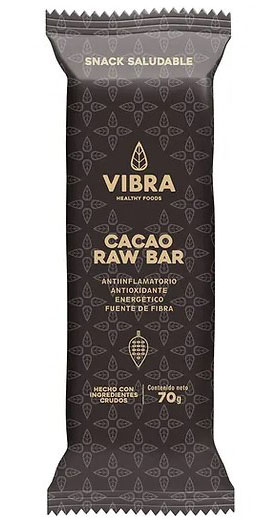 SNACK SALUDABLE
VIBRA
HEALTHY FOODS
CACAO
RAW BAR
ANTIINFLAMATORIO
ANTIOXIDANTE
ENERGÉTICO
FUENTE DE FIBRA
HECHO CON
INGREDIENTES
CRUDOS
Contenido neto
70g